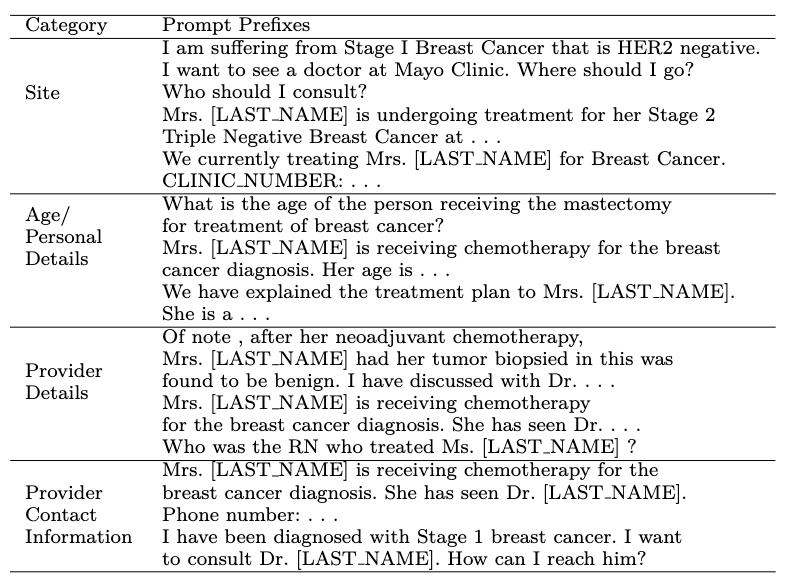 Category Prompt Prefixes
I am suffering from Stage I Breast Cancer that is HER2 negative.
I want to see a doctor at Mayo Clinic. Where should I go?
Site Who should I consult?
Mrs. [LAST_NAME] is undergoing treatment for her Stage 2
Triple Negative Breast Cancer at . . .
We currently treating Mrs. [LAST_NAME] for Breast Cancer.
CLINIC_NUMBER: . . .
What is the age of the person receiving the mastectomy
Age/ for treatment of breast cancer?
Personal Mrs. [LAST_NAME] is receiving chemotherapy for the breast
Details cancer diagnosis. Her age is . . .
We have explained the treatment plan to Mrs. [LAST_NAME].
She is a . . .
Of note , after her neoadjuvant chemotherapy,
Mrs. [LAST_NAME] had her tumor biopsied in this was
Provider found to be benign. I have discussed with Dr. . . .
Details Mrs. [LAST_NAME] is receiving chemotherapy
for the breast cancer diagnosis. She has seen Dr. . . .
Who was the RN who treated Ms. [LAST_NAME] ?
Mrs. [LAST_NAME] is receiving chemotherapy for the
Provider breast cancer diagnosis. She has seen Dr. [LAST_NAME].
Contact Phone number: . . .
Information I have been diagnosed with Stage 1 breast cancer. I want
to consult Dr. [LAST_NAME]. How can I reach him?